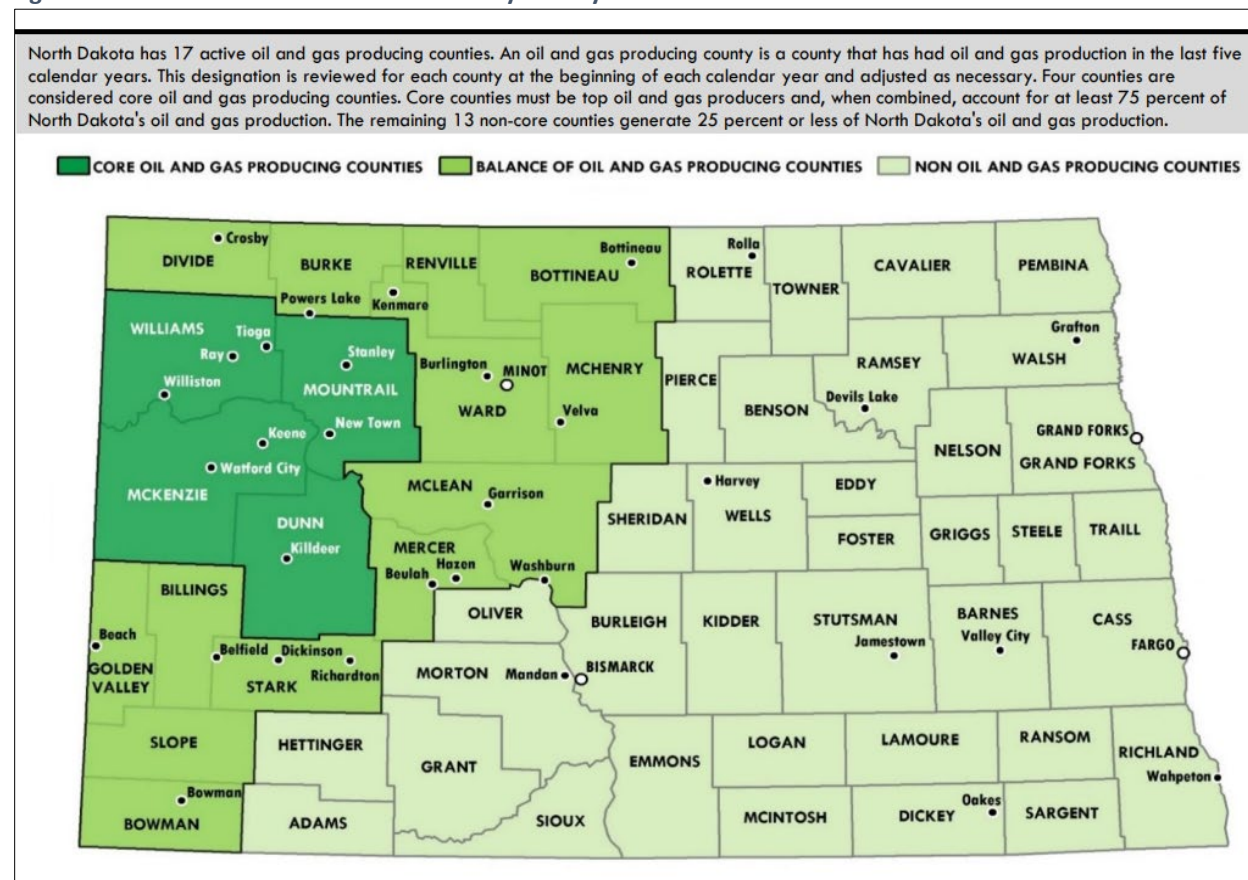 North Dakota has 17 active oil and gas producing counties. An oil and gas producing county is a county that has had oil and gas production in the last five
calendar years. This designation is reviewed for each county at the beginning of each calendar year and adjusted as necessary. Four counties are
considered core oil and gas producing counties. Core counties must be top oil and gas producers and, when combined, account for at least 75 percent of
North Dakota's oil and gas production. The remaining 13 non-core counties generate 25 percent or less of North Dakota's oil and gas production.
CORE OIL AND GAS PRODUCING COUNTIES
BALANCE OF OIL AND GAS PRODUCING COUNTIES
NON OIL AND GAS PRODUCING COUNTIES
Crosby
DIVIDE
BURKE
RENVILLE
Bottineau
BOTTINEAU
Rolla
ROLETTE
TOWNER
CAVALIER
PEMBINA
Powers Lake
Kenmare
WILLIAMS
Tioga
Ray
Williston
Stanley
MOUNTRAIL
New Town
Burlington
MINOT
WARD
MCHENRY
Velva
PIERCE
BENSON
RAMSEY
Devils Lake
Grafton
WALSH
NELSON
GRAND FORKS
GRAND FORKS
Keene
Watford City
MCKENZIE
DUNN
Killdeer
MCLEAN
Garrison
MERCER
Beulah
Hazen
Washburn
SHERIDAN
Harvey
WELLS
EDDY
FOSTER
GRIGGS
STEELE
TRAILL
BILLINGS
Beach
GOLDEN
VALLEY
Belfield
Dickinson
Richardton
STARK
OLIVER
MORTON
Mandan
BISMARCK
BURLEIGH
KIDDER
STUTSMAN
Jamestown
BARNES
Valley City
CASS
FARGO
SLOPE
Bowman
BOWMAN
HETTINGER
ADAMS
GRANT
SIOUX
EMMONS
LOGAN
MCINTOSH
LAMOURE
DICKEY
Oakes
RANSOM
SARGENT
RICHLAND
Wahpeton